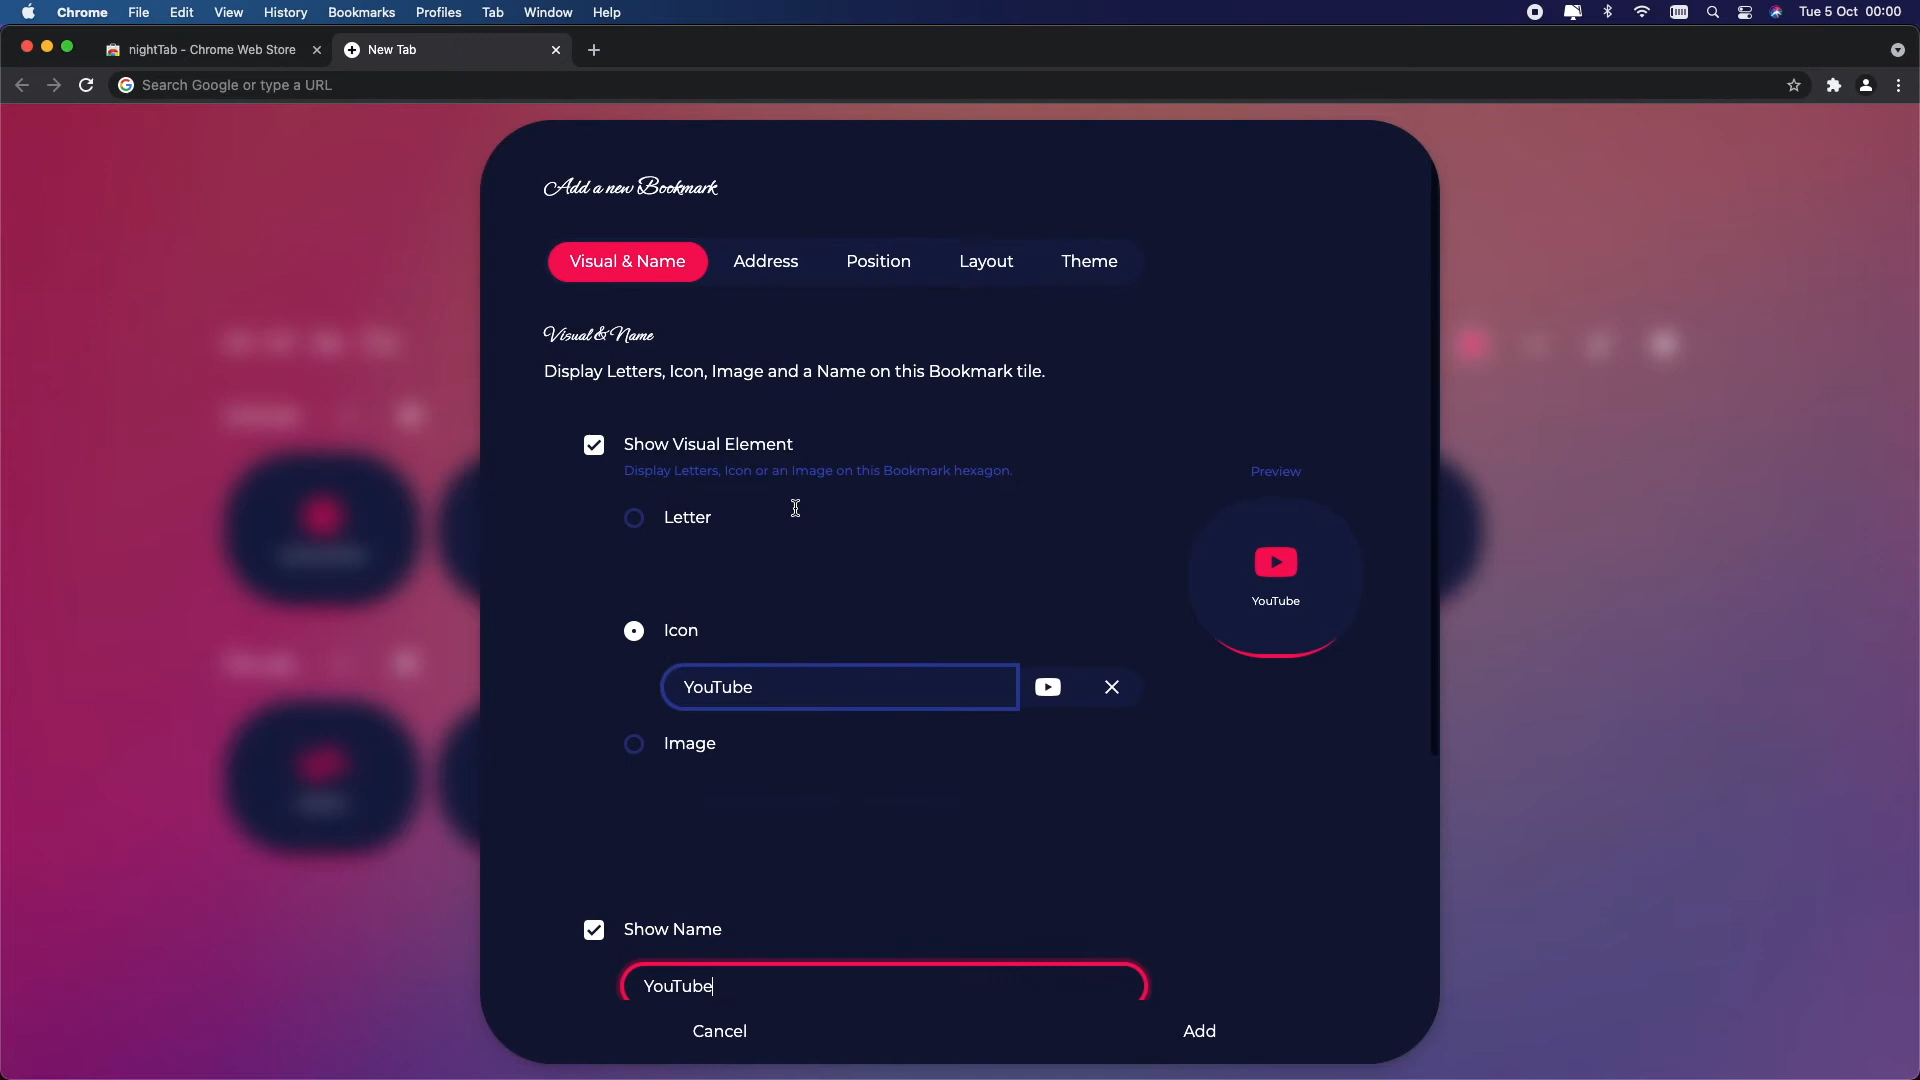 Chrome File Edit View History Bookmarks Profiles Tab Window Help Tue 5 Oct 00:00
nightTab - Chrome Web Store New Tab
Search Google or type a URL
Add a new Bookmark
Visual & Name Address Position Layout Theme
Visual & Name
Display Letters, Icon, Image and a Name on this Bookmark tile.
Show Visual Element
Display Letters, Icon or an Image on this Bookmark hexagon.
Preview
Letter
YouTube
Icon
YouTube
Image
Show Name
YouTube
Cancel Add